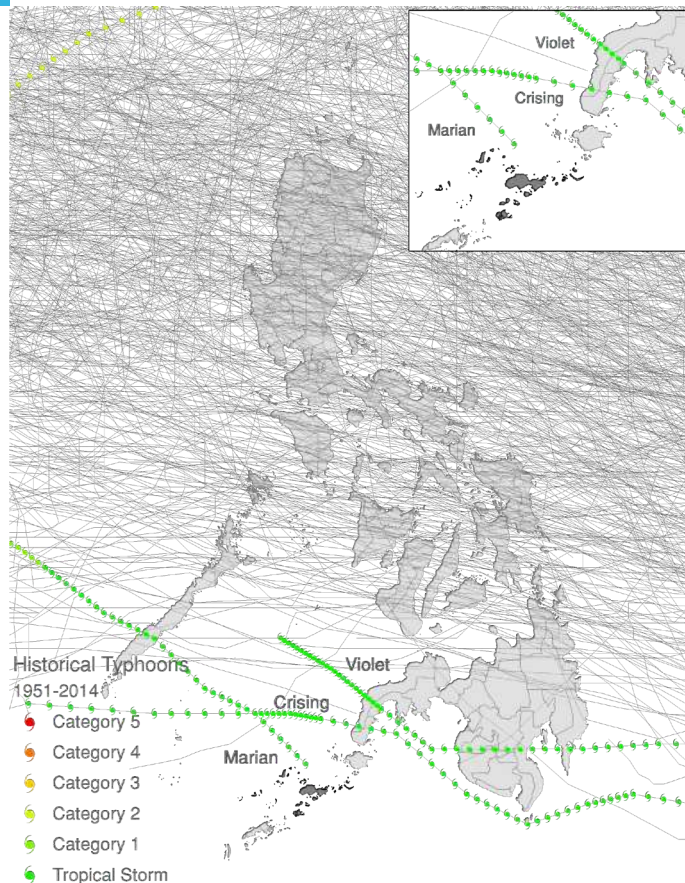 Violet
Crising
Marian
Violet
Historical Typhoons
1951-2014
Crising
Category 5
Marian
Category 4
Category 3
Category 2
Category 1
Tropical Storm